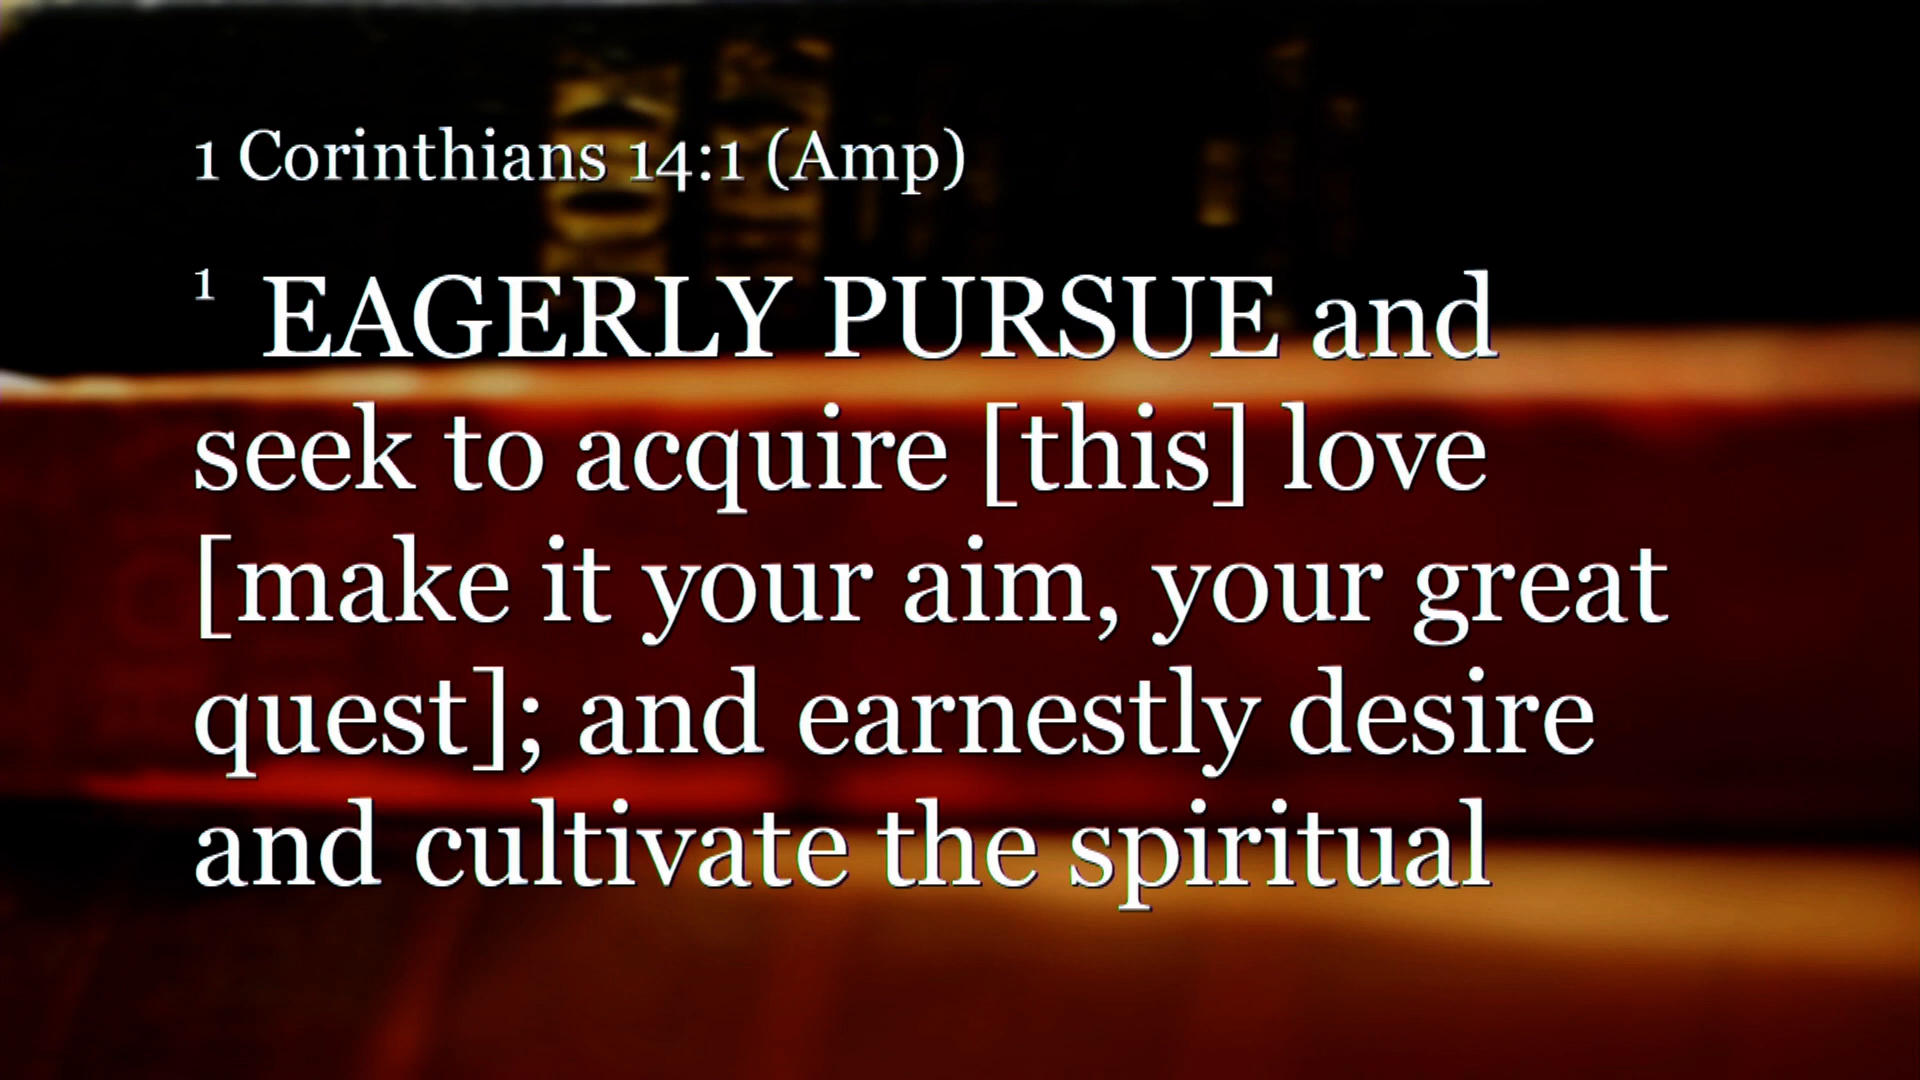 1 Corinthians 14:1 (Amp)
1 EAGERLY PURSUE and
seek to acquire [this] love
[make it your aim, your great
quest]; and earnestly desire
and cultivate the spiritual